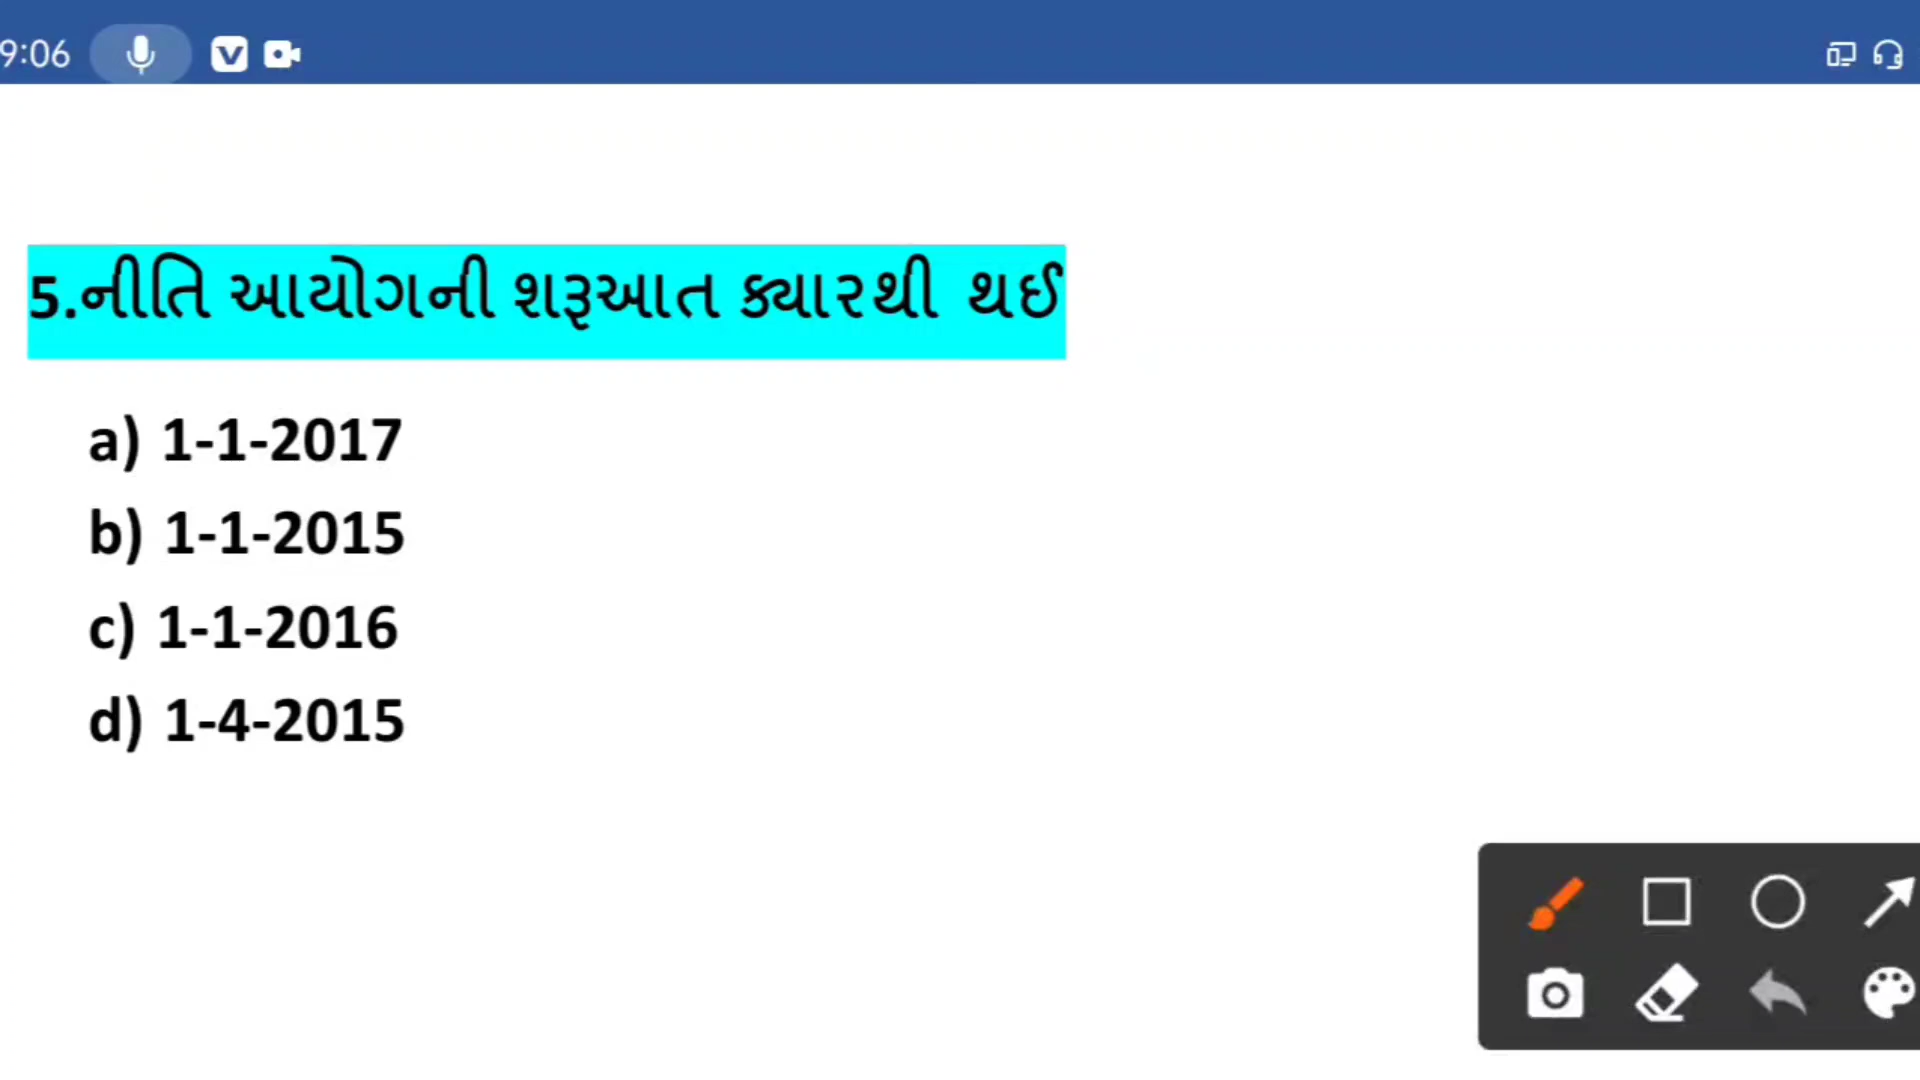 9:06
5.નીતિ આયોગની શરૂઆત ક્યારથી થઈ
a) 1-1-2017
b) 1-1-2015
c) 1-1-2016
d) 1-4-2015